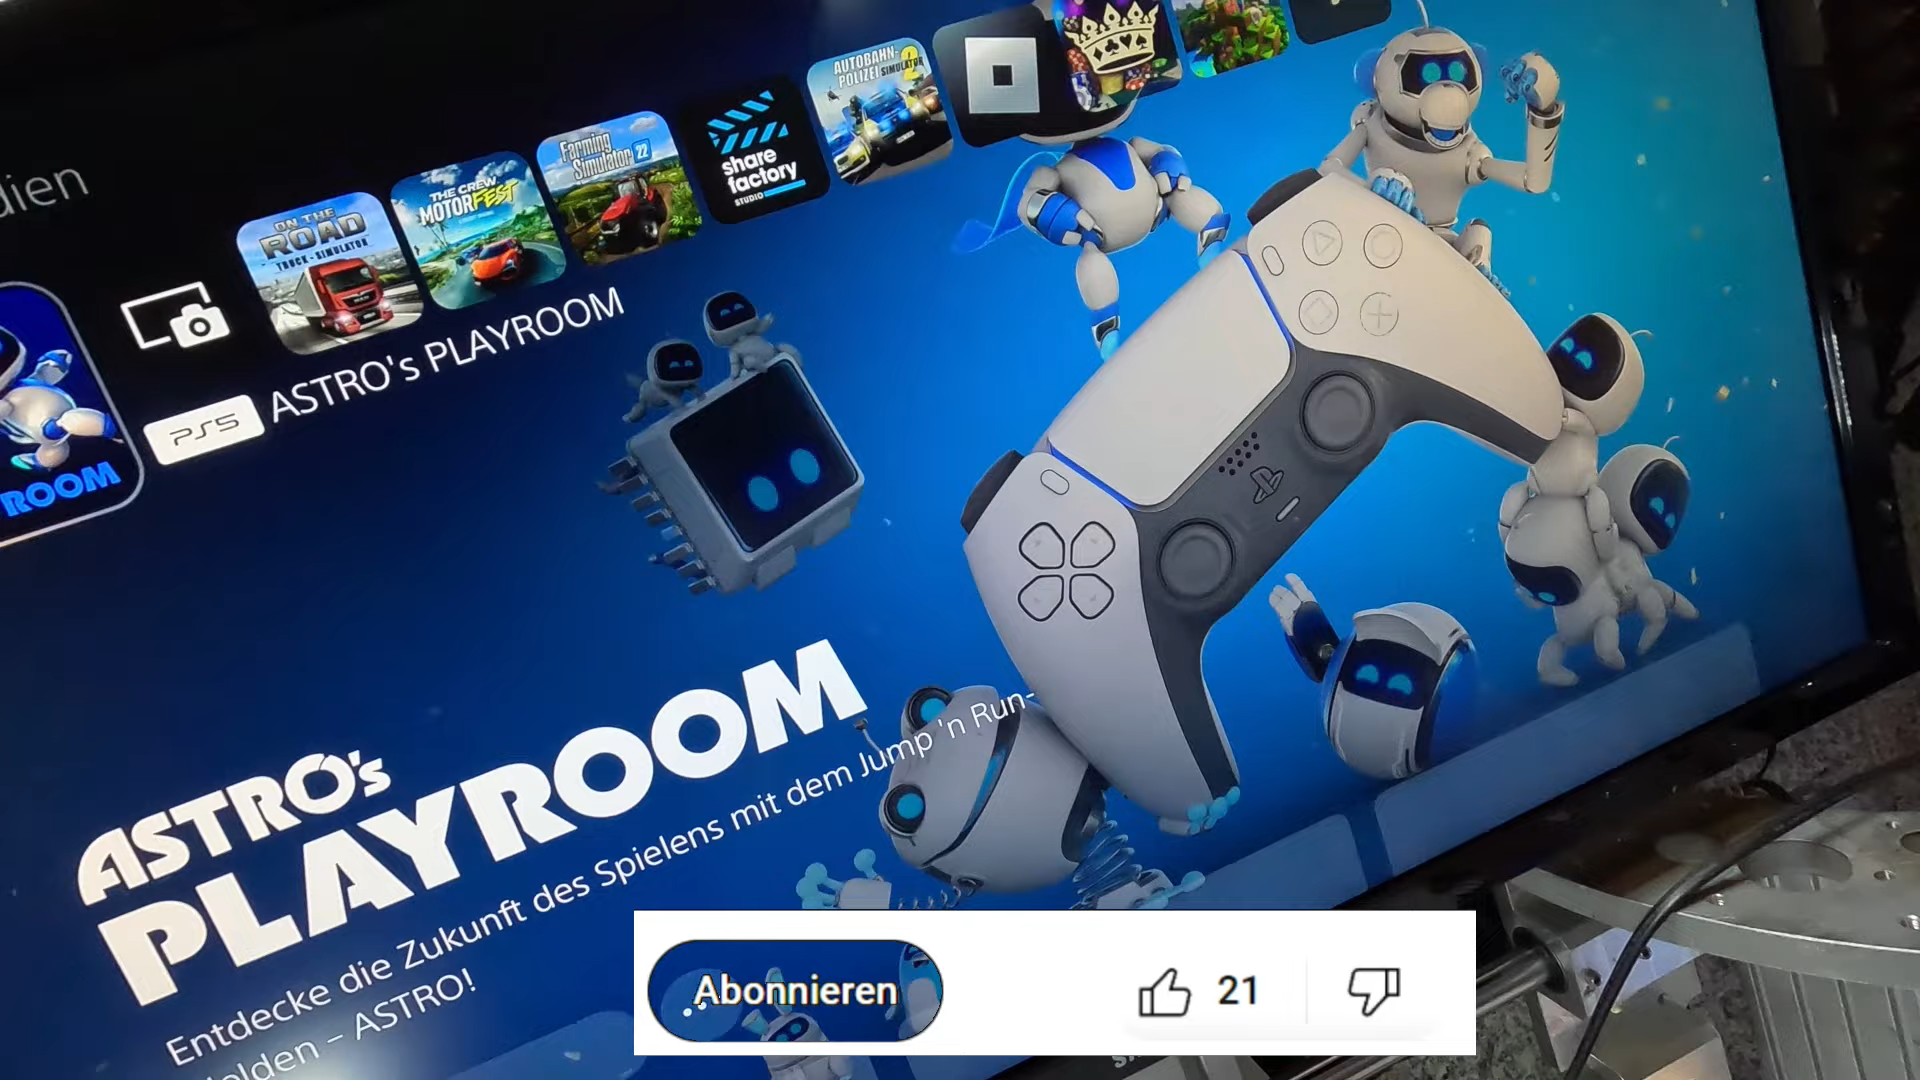 dien
ON THE
ROAD
TRUCK - SIMULATOR
THE CREW
MOTORFEST
Farming
Simulator 22
share
factory
STUDIO
AUTOBAHN-
POLIZEI SIMULATOR
2
ROOM
PS5 ASTRO's PLAYROOM
ASTRO's
PLAYROOM
Entdecke die Zukunft des Spielens mit dem Jump 'n Run-
elden – ASTRO!
Abonnieren
21